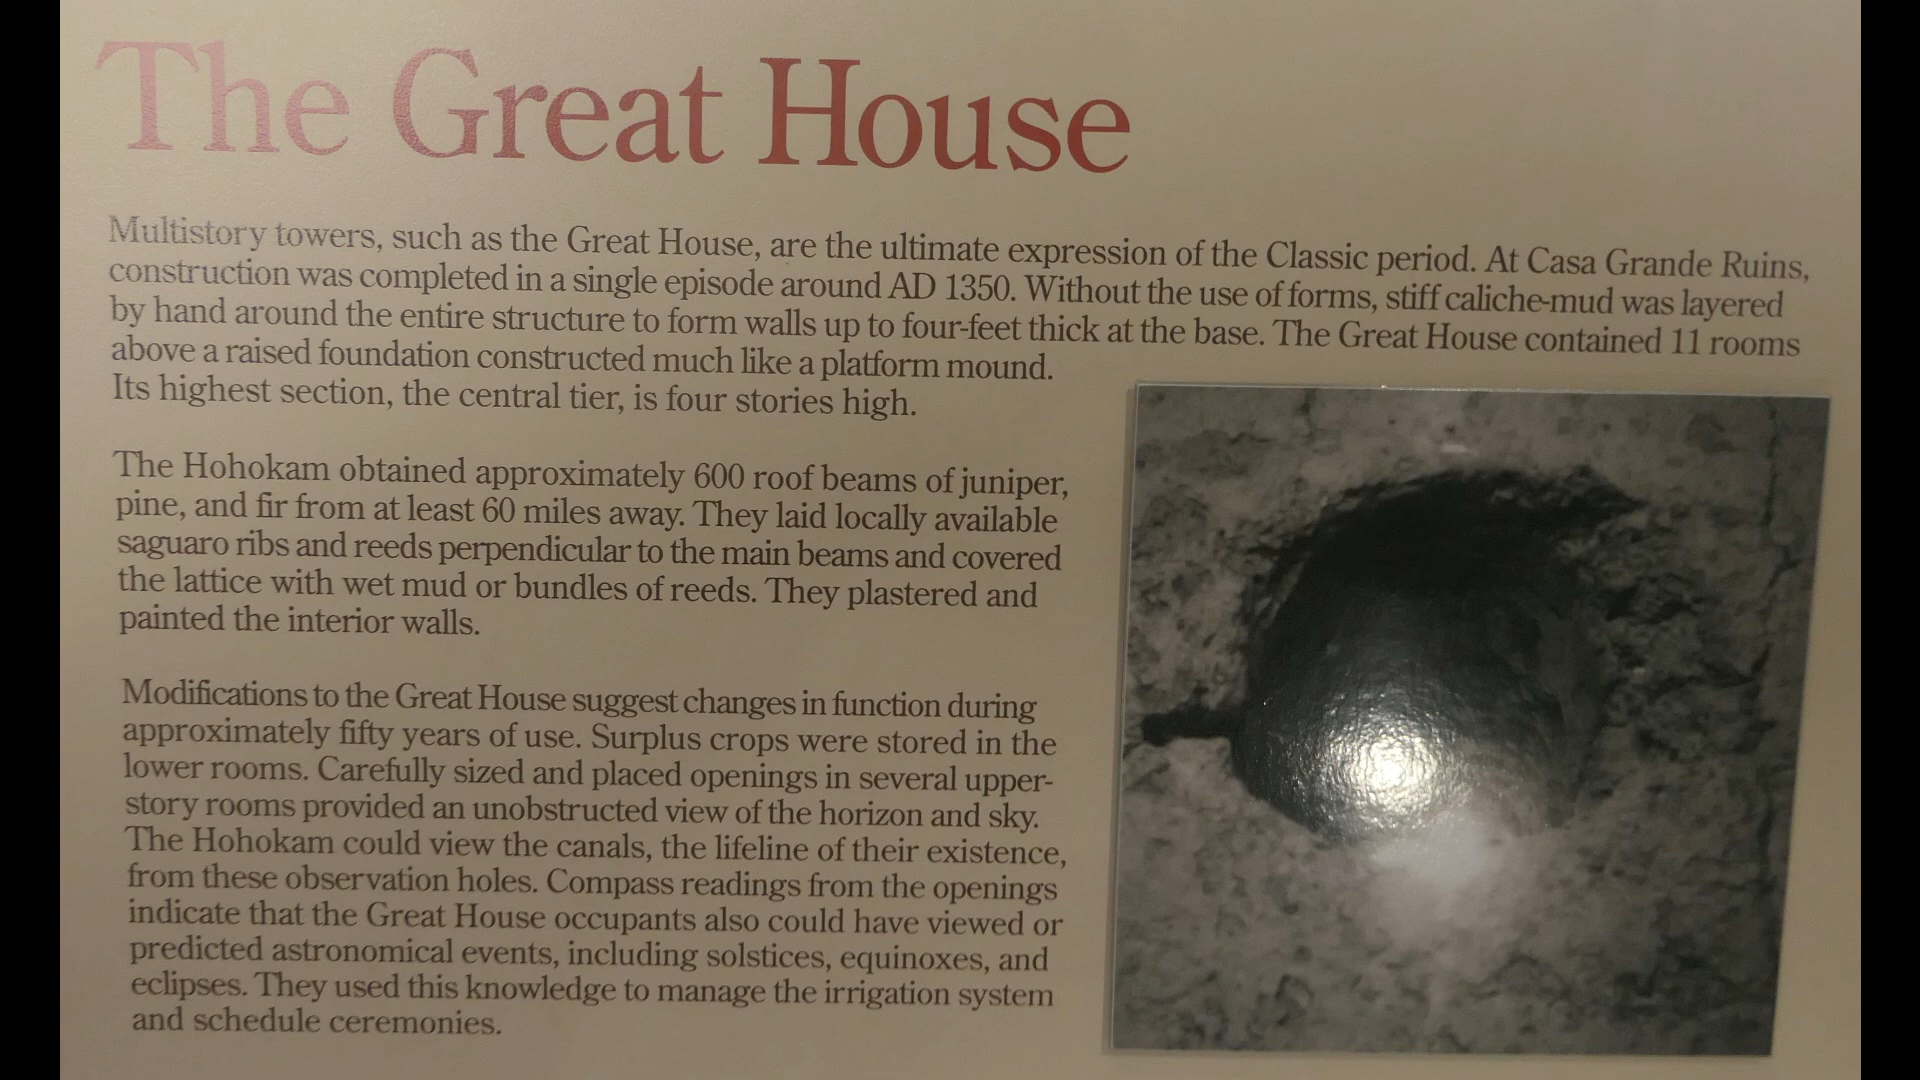 The Great House
Multistory towers, such as the Great House, are the ultimate expression of the Classic period. At Casa Grande Ruins,
construction was completed in a single episode around AD 1350. Without the use of forms, stiff caliche-mud was layered
by hand around the entire structure to form walls up to four-feet thick at the base. The Great House contained 11 rooms
above a raised foundation constructed much like a platform mound.
Its highest section, the central tier, is four stories high.
The Hohokam obtained approximately 600 roof beams of juniper,
pine, and fir from at least 60 miles away. They laid locally available
saguaro ribs and reeds perpendicular to the main beams and covered
the lattice with wet mud or bundles of reeds. They plastered and
painted the interior walls.
Modifications to the Great House suggest changes in function during
approximately fifty years of use. Surplus crops were stored in the
lower rooms. Carefully sized and placed openings in several upper-
story rooms provided an unobstructed view of the horizon and sky.
The Hohokam could view the canals, the lifeline of their existence,
from these observation holes. Compass readings from the openings
indicate that the Great House occupants also could have viewed or
predicted astronomical events, including solstices, equinoxes, and
eclipses. They used this knowledge to manage the irrigation system
and schedule ceremonies.